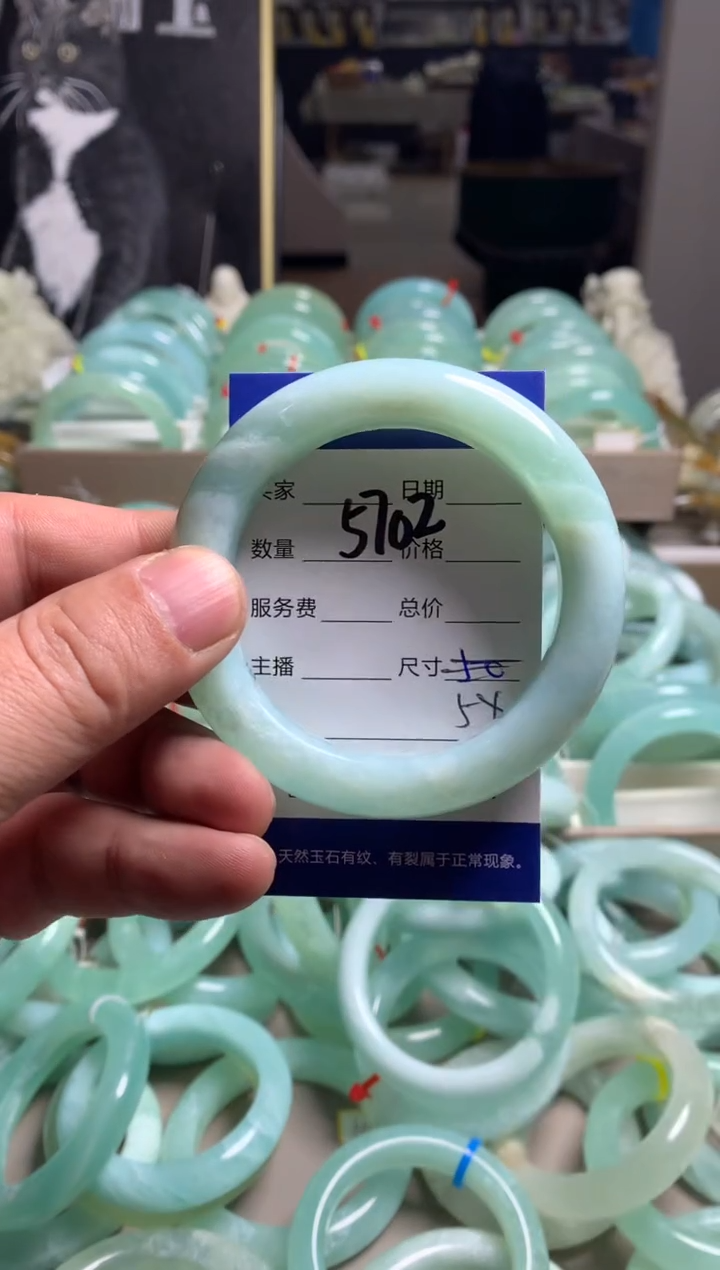 家 日期
5702
数量 价格
服务费 总价
主播 尺寸 50
54
天然玉石有纹、有裂属于正常现象。